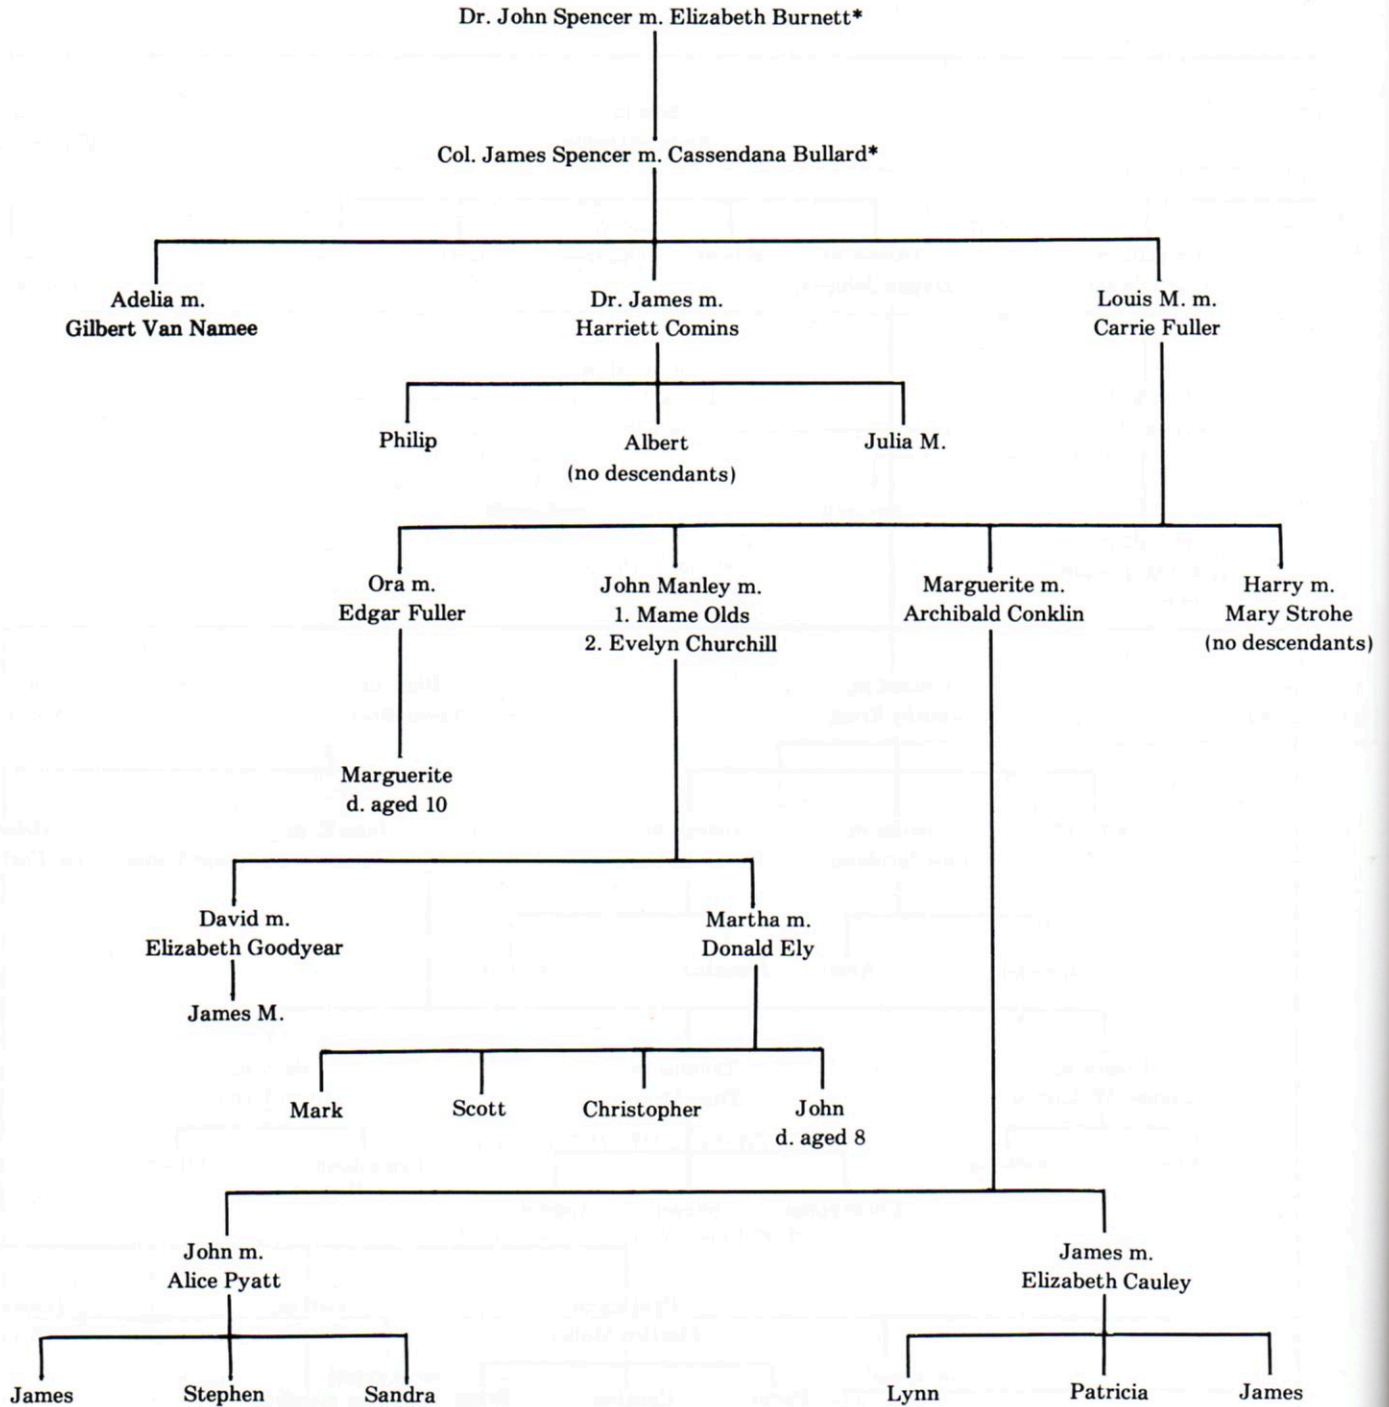 Dr. John Spencer m. Elizabeth Burnett*
Col. James Spencer m. Cassendana Bullard*
Adelia m.
Gilbert Van Namee
Dr. James m.
Harriett Comins
Louis M. m.
Carrie Fuller
Philip
Albert
(no descendants)
Julia M.
Ora m.
Edgar Fuller
John Manley m.
1. Mame Olds
2. Evelyn Churchill
Marguerite m.
Archibald Conklin
Harry m.
Mary Strohe
(no descendants)
Marguerite
d. aged 10
David m.
Elizabeth Goodyear
Martha m.
Donald Ely
James M.
Mark
Scott
Christopher
John
d. aged 8
John m.
Alice Pyatt
James m.
Elizabeth Cauley
James
Stephen
Sandra
Lynn
Patricia
James